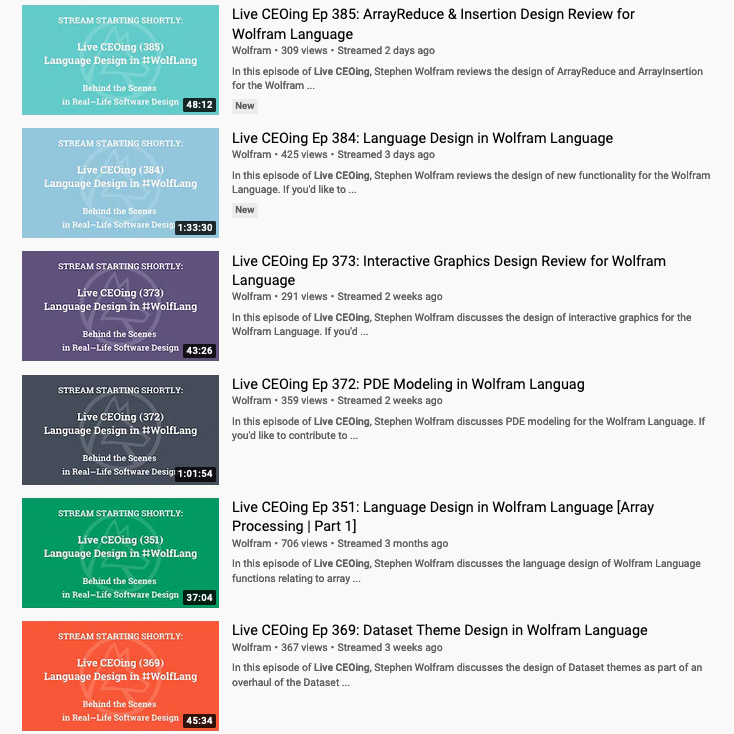 STREAM STARTING SHORTLY:
Live CEOing (385)
Language Design in #WolfLang
Behind the Scenes
in Real—Life Software Design
48:12
Live CEOing Ep 385: ArrayReduce & Insertion Design Review for
Wolfram Language
Wolfram • 309 views • Streamed 2 days ago
In this episode of Live CEOing, Stephen Wolfram reviews the design of ArrayReduce and ArrayInsertion
for the Wolfram ...
New
STREAM STARTING SHORTLY:
Live CEOing (384)
Language Design in #WolfLang
Behind the Scenes
in Real—Life Software Desig
1:33:30
Live CEOing Ep 384: Language Design in Wolfram Language
Wolfram • 425 views • Streamed 3 days ago
In this episode of Live CEOing, Stephen Wolfram reviews the design of new functionality for the Wolfram
Language. If you'd like to ...
New
STREAM STARTING SHORTLY:
Live CEOing (373)
Language Design in #WolfLang
Behind the Scenes
in Real—Life Software Design
43:26
Live CEOing Ep 373: Interactive Graphics Design Review for Wolfram
Language
Wolfram • 291 views • Streamed 2 weeks ago
In this episode of Live CEOing, Stephen Wolfram discusses the design of interactive graphics for the
Wolfram Language. If you'd ...
STREAM STARTING SHORTLY:
Live CEOing (372)
Language Design in #WolfLang
Behind the Scenes
in Real—Life Software Desig
1:01:54
Live CEOing Ep 372: PDE Modeling in Wolfram Languag
Wolfram • 359 views • Streamed 2 weeks ago
In this episode of Live CEOing, Stephen Wolfram discusses PDE modeling for the Wolfram Language. If
you'd like to contribute to ...
STREAM STARTING SHORTLY:
Live CEOing (351)
Language Design in #WolfLang
Behind the Scenes
in Real—Life Software Design
37:04
Live CEOing Ep 351: Language Design in Wolfram Language [Array
Processing | Part 1]
Wolfram • 706 views • Streamed 3 months ago
In this episode of Live CEOing, Stephen Wolfram discusses the language design of Wolfram Language
functions relating to array ...
STREAM STARTING SHORTLY:
Live CEOing (369)
Language Design in #WolfLang
Behind the Scenes
in Real—Life Software Design
45:34
Live CEOing Ep 369: Dataset Theme Design in Wolfram Language
Wolfram • 367 views • Streamed 3 weeks ago
In this episode of Live CEOing, Stephen Wolfram discusses the design of Dataset themes as part of an
overhaul of the Dataset ...